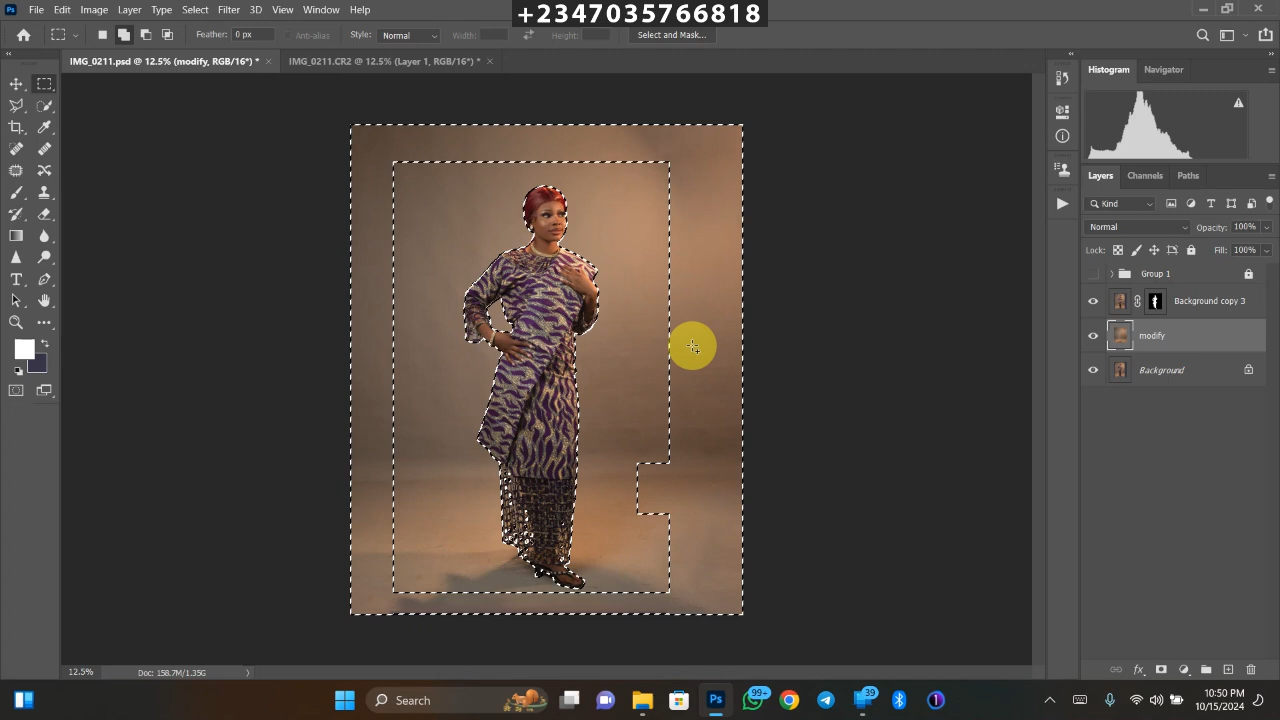 +2347035766818
File Edit Image Layer Type Select Filter 3D View Window Help
Feather: 0 px Anti-alias Style: Normal Width: Height: Select and Mask...
IMG_0211.psd @ 12.5% (modify, RGB/16*) * IMG_0211.CR2 @ 12.5% (Layer 1, RGB/16*) *
Histogram Navigator
Layers Channels Paths
Kind
Normal Opacity: 100%
Lock: Fill: 100%
Group 1
Background copy 3
modify
Background
12.5% Doc: 158.7M/1.35G
Search 99+ 39 10:50 PM
10/15/2024